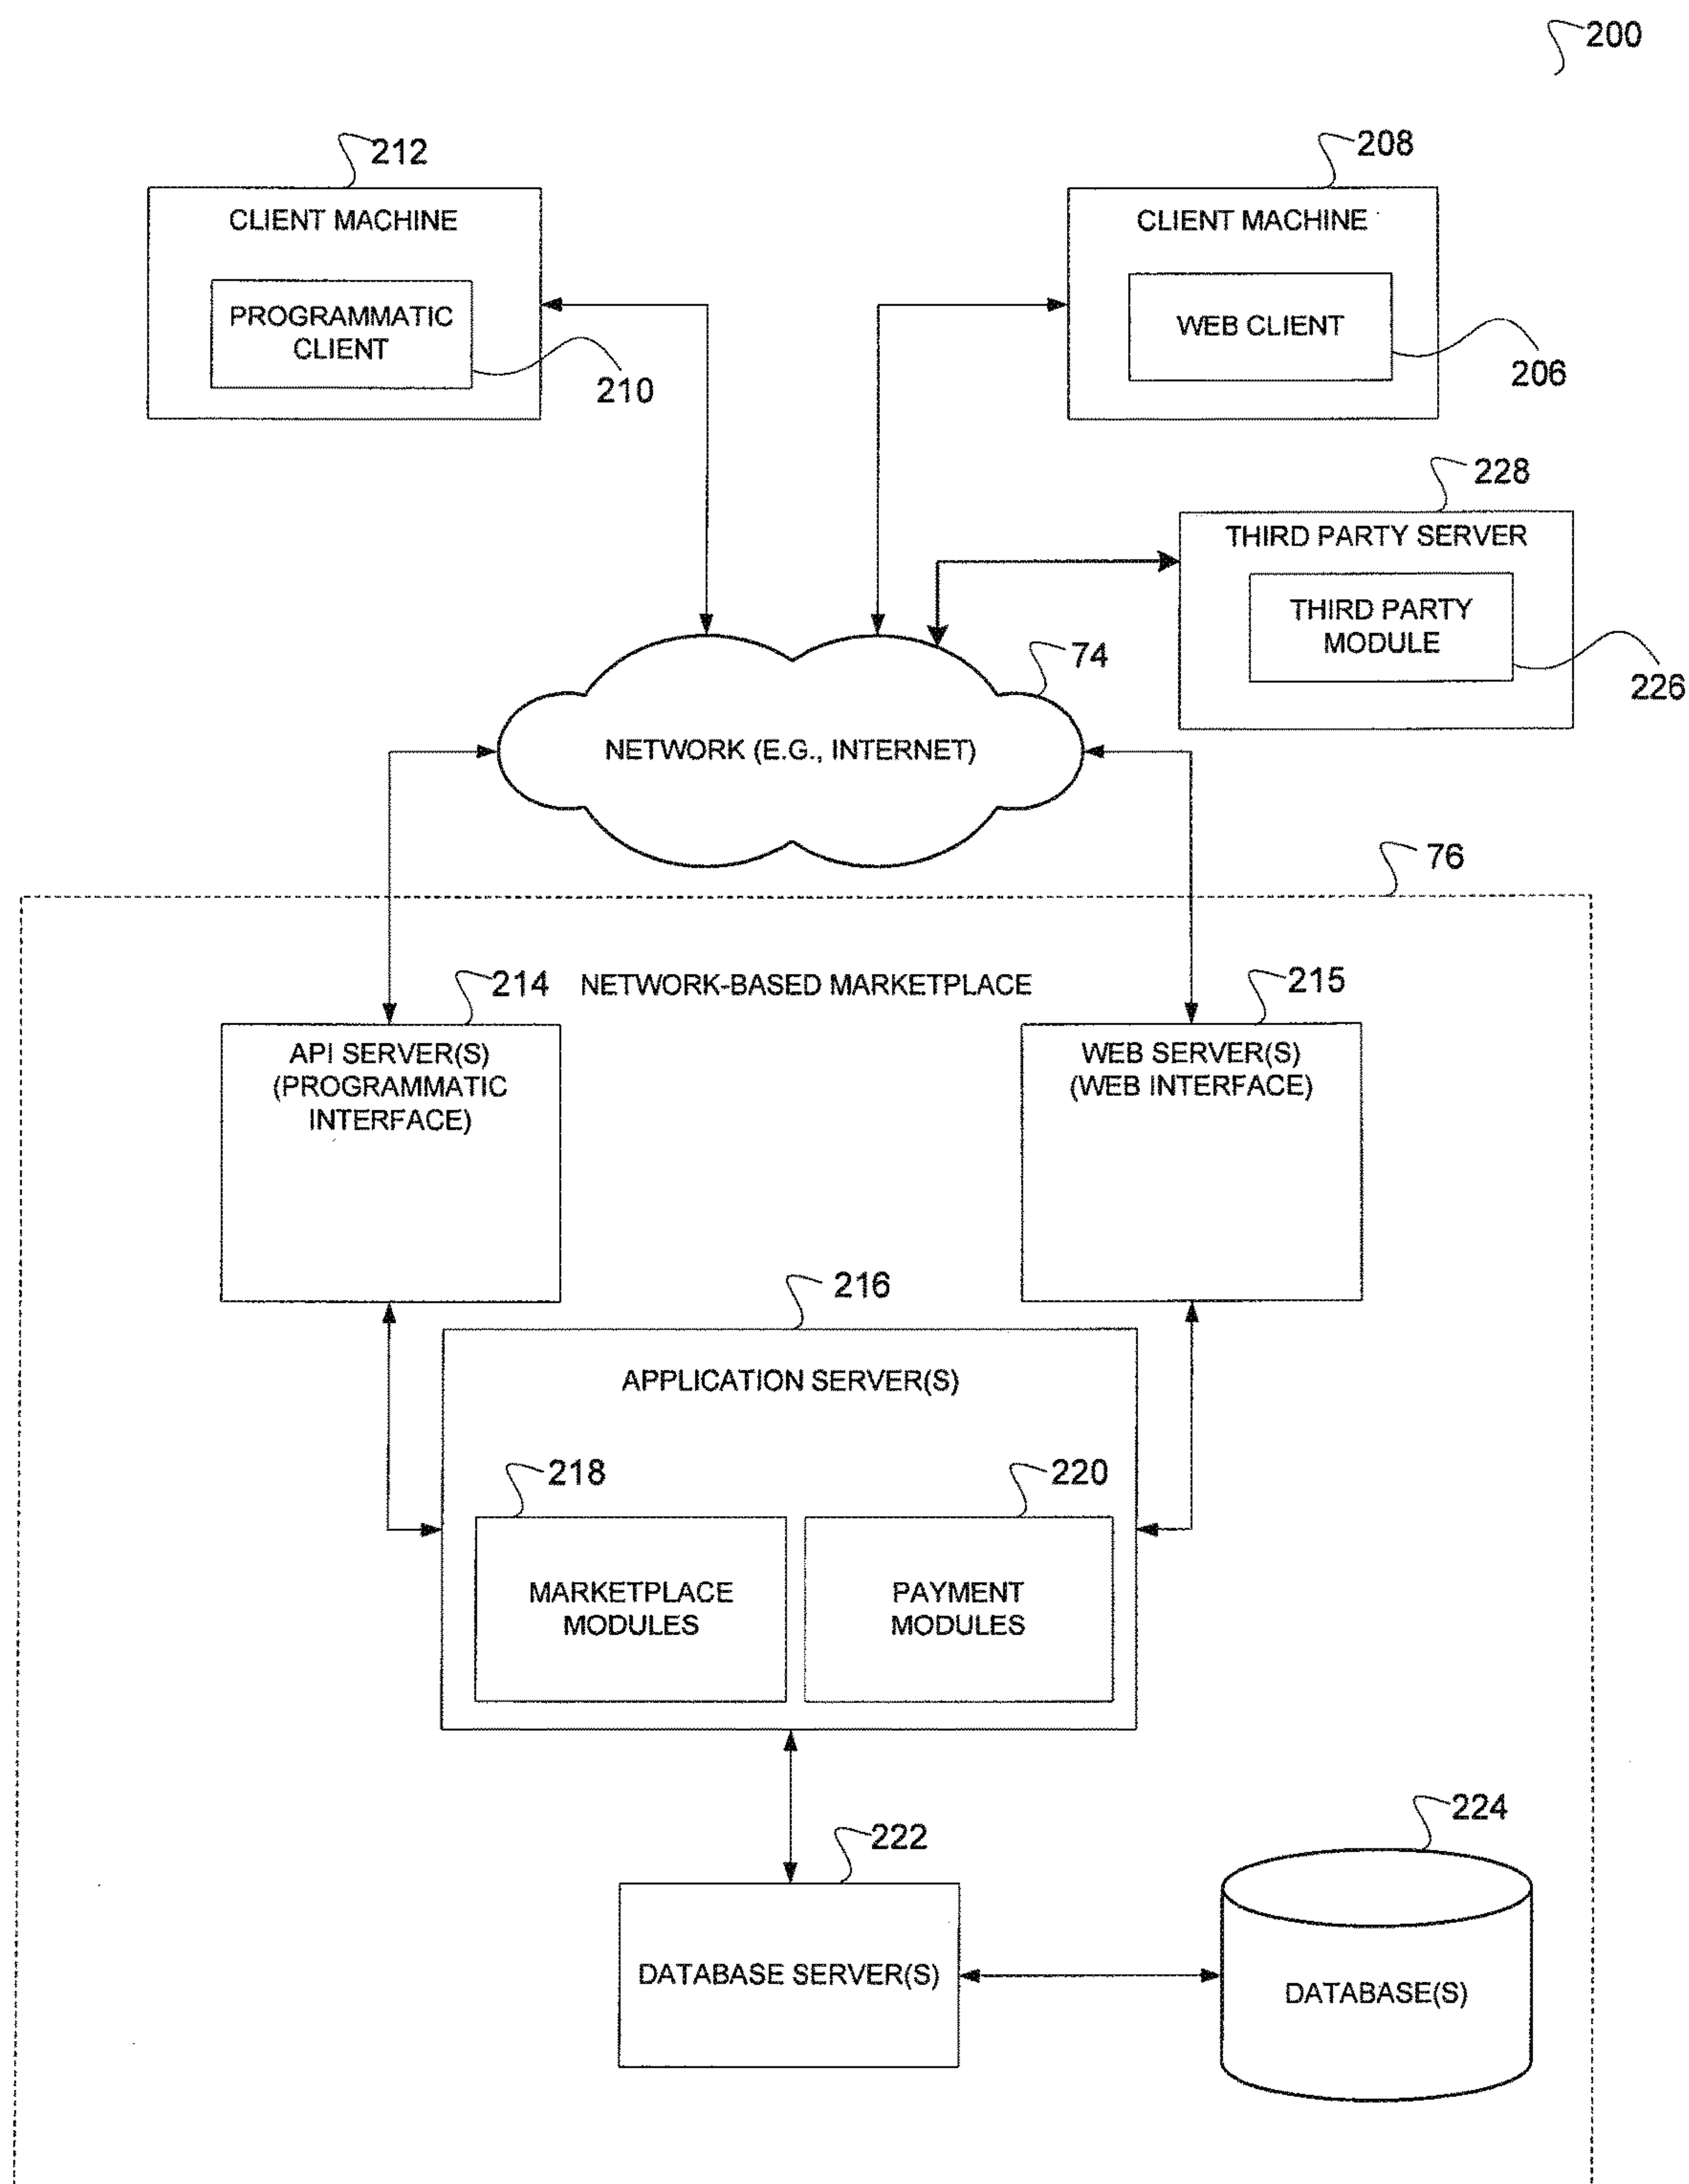 200
212
208
CLIENT MACHINE
PROGRAMMATIC
CLIENT
210
CLIENT MACHINE
WEB CLIENT
206
228
THIRD PARTY SERVER
THIRD PARTY
MODULE
226
74
NETWORK (E.G., INTERNET)
76
NETWORK-BASED MARKETPLACE
214
API SERVER(S)
(PROGRAMMATIC
INTERFACE)
215
WEB SERVER(S)
(WEB INTERFACE)
216
APPLICATION SERVER(S)
218
MARKETPLACE
MODULES
220
PAYMENT
MODULES
222
DATABASE SERVER(S)
224
DATABASE(S)